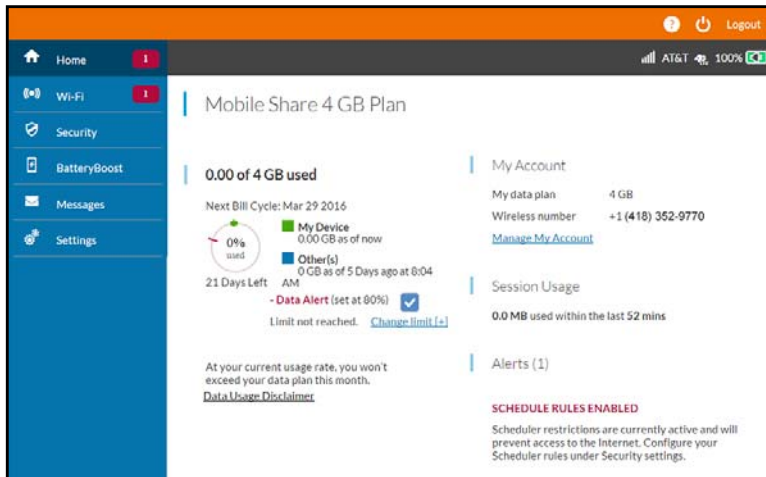 ? Logout
Home 1
AT&T 100%
Wi-Fi 1
Security
BatteryBoost
Messages
Settings
Mobile Share 4 GB Plan
0.00 of 4 GB used
Next Bill Cycle: Mar 29 2016
0%
used
My Device
0.00 GB as of now
Other(s)
0 GB as of 5 Days ago at 8:04
AM
21 Days Left
- Data Alert (set at 80%)
Limit not reached. Change limit [+]
At your current usage rate, you won't
exceed your data plan this month.
Data Usage Disclaimer
My Account
My data plan 4 GB
Wireless number +1 (418) 352-9770
Manage My Account
Session Usage
0.0 MB used within the last 52 mins
Alerts (1)
SCHEDULE RULES ENABLED
Scheduler restrictions are currently active and will
prevent access to the Internet. Configure your
Scheduler rules under Security settings.